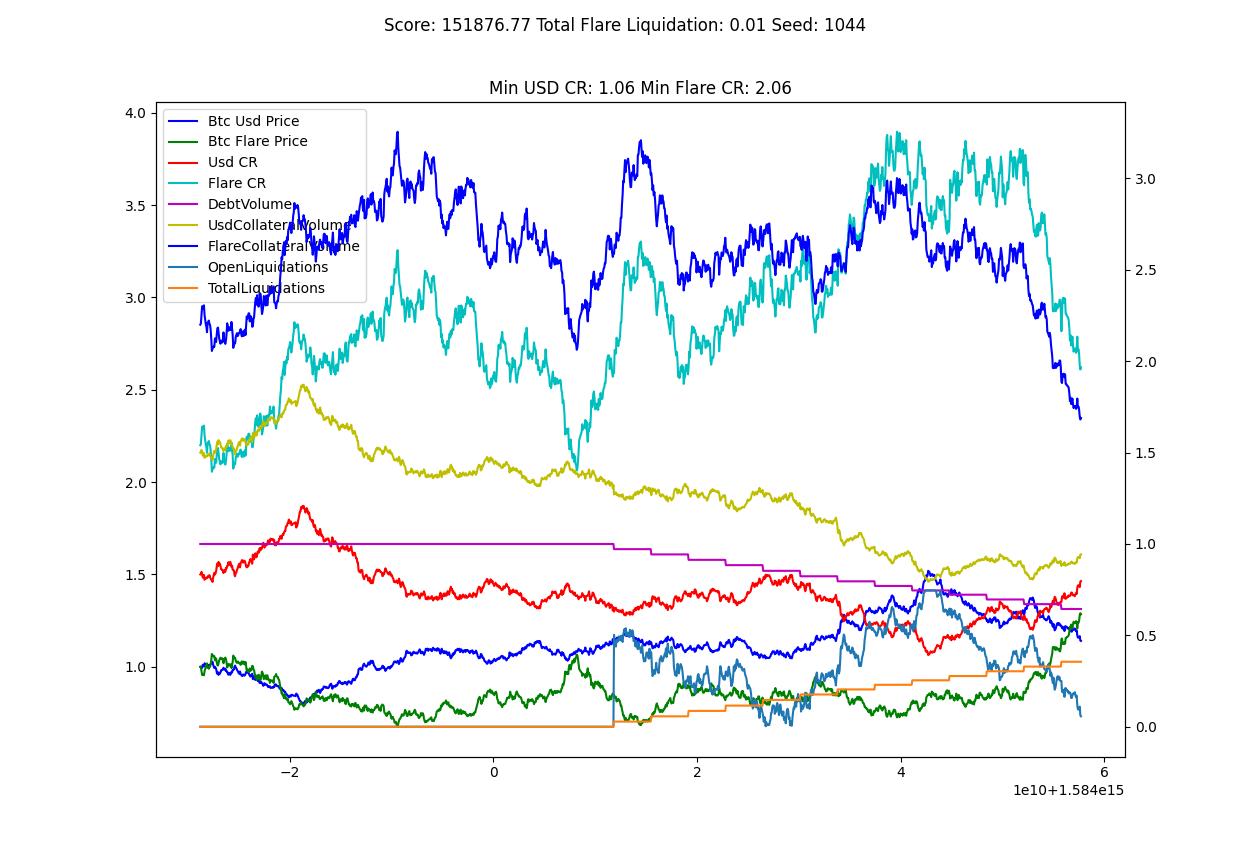 Score: 151876.77 Total Flare Liquidation: 0.01 Seed: 1044
Min USD CR: 1.06 Min Flare CR: 2.06
4.0
3.5
3.0
2.5
2.0
1.5
1.0
Btc Usd Price
Btc Flare Price
Usd CR
Flare CR
DebtVolume
UsdCollateralVolume
FlareCollateralVolume
OpenLiquidations
TotalLiquidations
3.0
2.5
2.0
1.5
1.0
0.5
0.0
−2 0 2 4 6
1e10+1.584e15